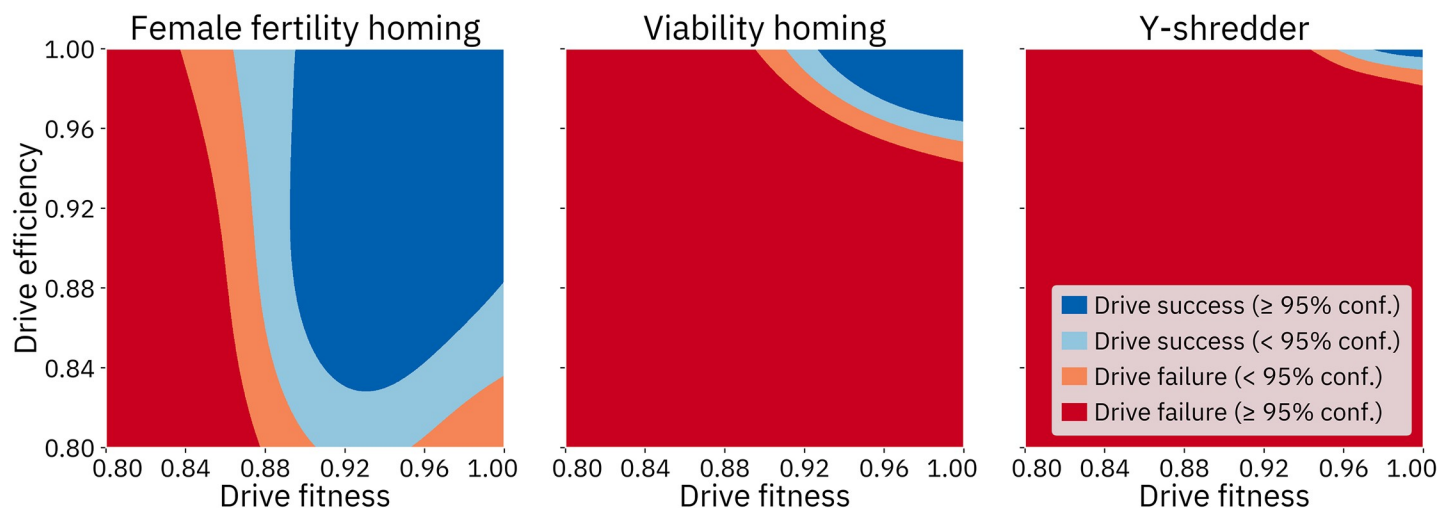 Female fertility homing
Viability homing
Y-shredder
Drive efficiency
1.00
0.96
0.92
0.88
0.84
0.80
0.80 0.84 0.88 0.92 0.96 1.00
Drive fitness
0.80 0.84 0.88 0.92 0.96 1.00
Drive fitness
Drive success (≥ 95% conf.)
Drive success (< 95% conf.)
Drive failure (< 95% conf.)
Drive failure (≥ 95% conf.)
0.80 0.84 0.88 0.92 0.96 1.00
Drive fitness